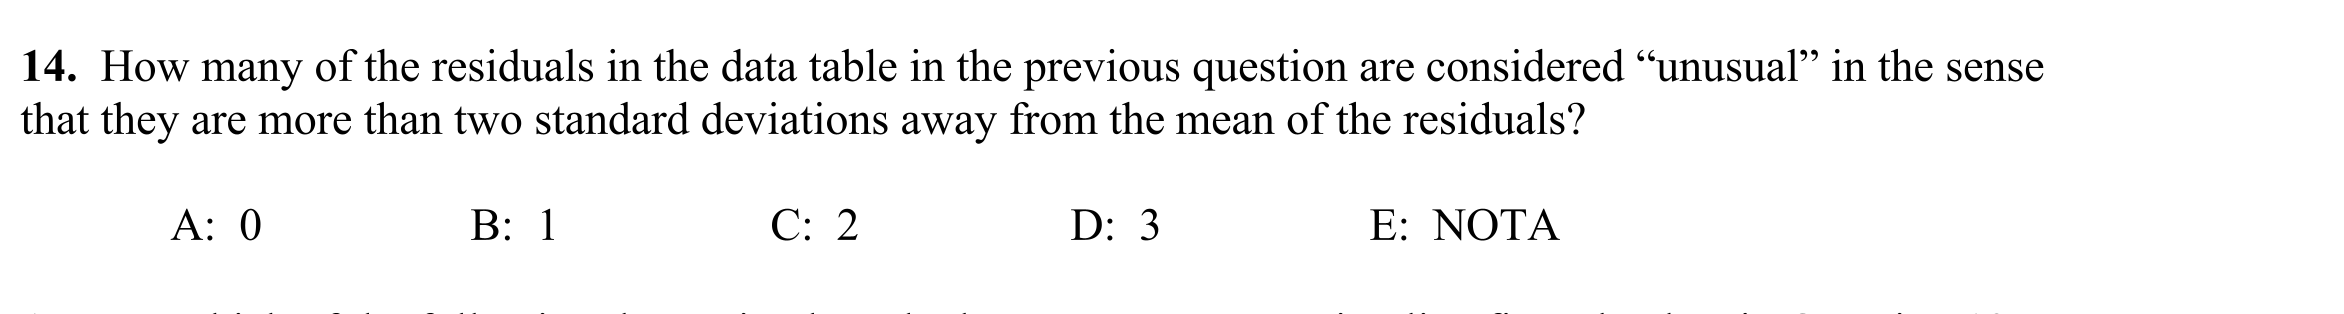 14. How many of the residuals in the data table in the previous question are considered “unusual” in the sense
that they are more than two standard deviations away from the mean of the residuals?
A: 0 B: 1 C: 2 D: 3 E: NOTA